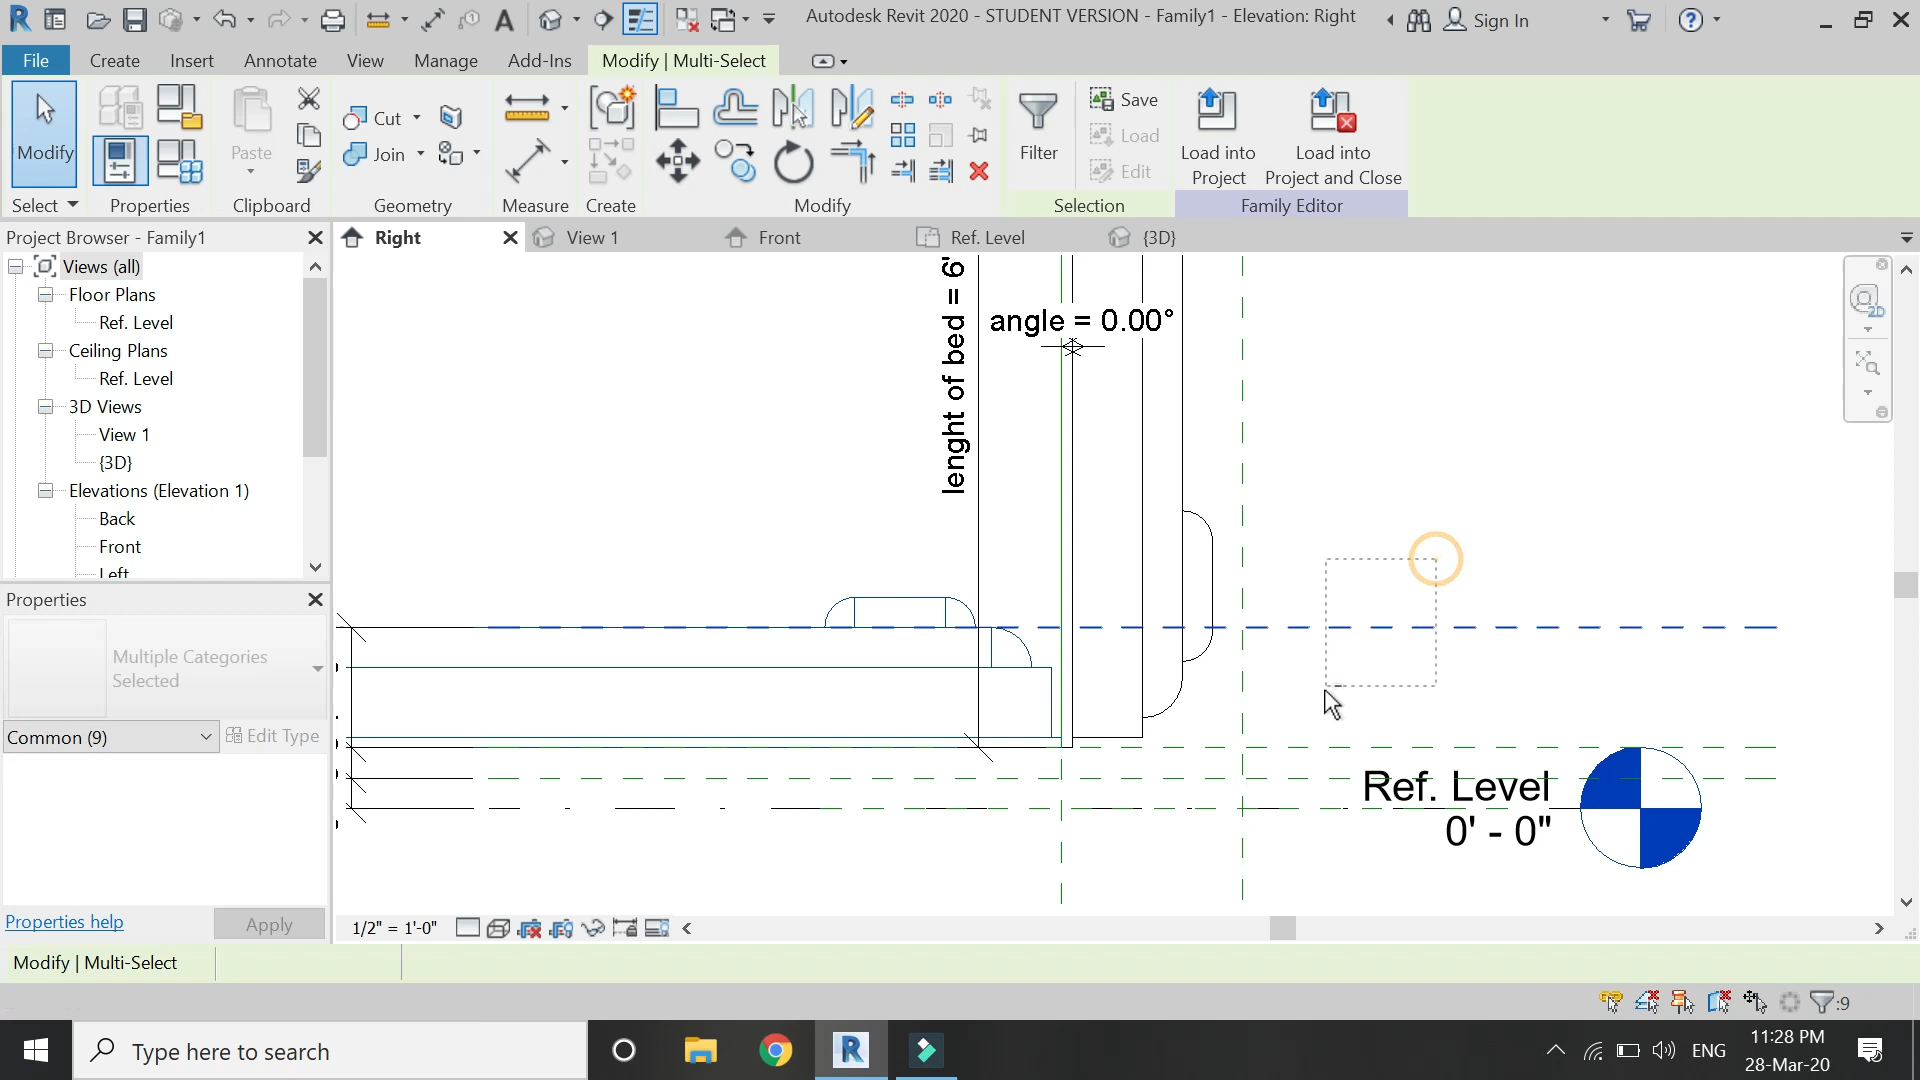 Autodesk Revit 2020 - STUDENT VERSION - Family1 - Elevation: Right
Sign In
File
Create
Insert
Annotate
View
Manage
Add-Ins
Modify | Multi-Select
Modify
Paste
Cut
Join
Filter
Save
Load
Edit
Load into
Project
Load into
Project and Close
Select
Properties
Clipboard
Geometry
Measure
Create
Modify
Selection
Family Editor
Project Browser - Family1
Right
View 1
Front
Ref. Level
{3D}
Views (all)
Floor Plans
Ref. Level
Ceiling Plans
Ref. Level
3D Views
View 1
{3D}
Elevations (Elevation 1)
Back
Front
Left
Properties
Multiple Categories
Selected
Common (9)
Edit Type
Properties help
Apply
lenght of bed = 6'
angle = 0.00°
Ref. Level
0' - 0"
2D
1/2" = 1'-0"
Modify | Multi-Select
:9
Type here to search
ENG
11:28 PM
28-Mar-20